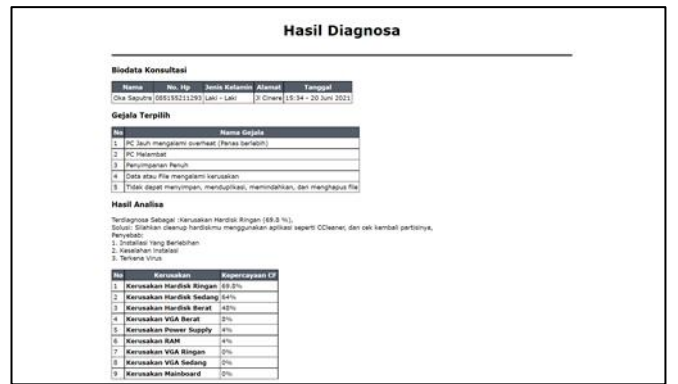 Hasil Diagnosa
Biodata Konsultasi
Nama No. Hp Jenis Kelamin Alamat Tanggal
Oka Saputra 085155211293 Laki - Laki Jl Cinere 15:34 - 20 Juni 2021
Gejala Terpilih
No Nama Gejala
1 PC Jauh mengalami overheat (Panas berlebih)
2 PC Melambat
3 Penyimpanan Penuh
4 Data atau File mengalami kerusakan
5 Tidak dapat menyimpan, menduplikasi, memindahkan, dan menghapus file
Hasil Analisa
Terdiagnosa Sebagai :Kerusakan Hardisk Ringan (69.8 %),
Solusi: Silahkan cleanup hardiskmu menggunakan aplikasi seperti CCleaner, dan cek kembali partisinya,
Penyebab:
1. Installasi Yang Berlebihan
2. Kesalahan Instalasi
3. Terkena Virus
No Kerusakan Kepercayaan CF
1 Kerusakan Hardisk Ringan 69.8%
2 Kerusakan Hardisk Sedang 64%
3 Kerusakan Hardisk Berat 48%
4 Kerusakan VGA Berat 8%
5 Kerusakan Power Supply 4%
6 Kerusakan RAM 4%
7 Kerusakan VGA Ringan 0%
8 Kerusakan VGA Sedang 0%
9 Kerusakan Mainboard 0%